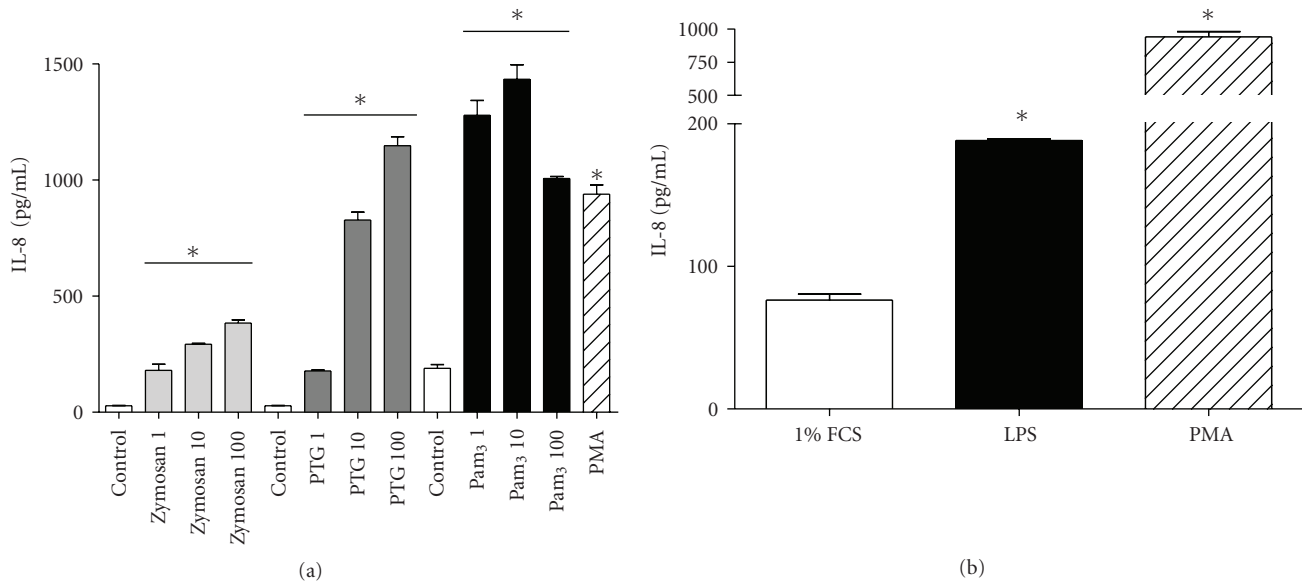 (a)
*
*
*
*
1500
1000
500
0
IL-8 (pg/mL)
Control
Zymosan 1
Zymosan 10
Zymosan 100
Control
PTG 1
PTG 10
PTG 100
Control
Pam₃ 1
Pam₃ 10
Pam₃ 100
PMA
(a)
*
*
1000
750
500
200
100
0
IL-8 (pg/mL)
1% FCS
LPS
PMA
(b)